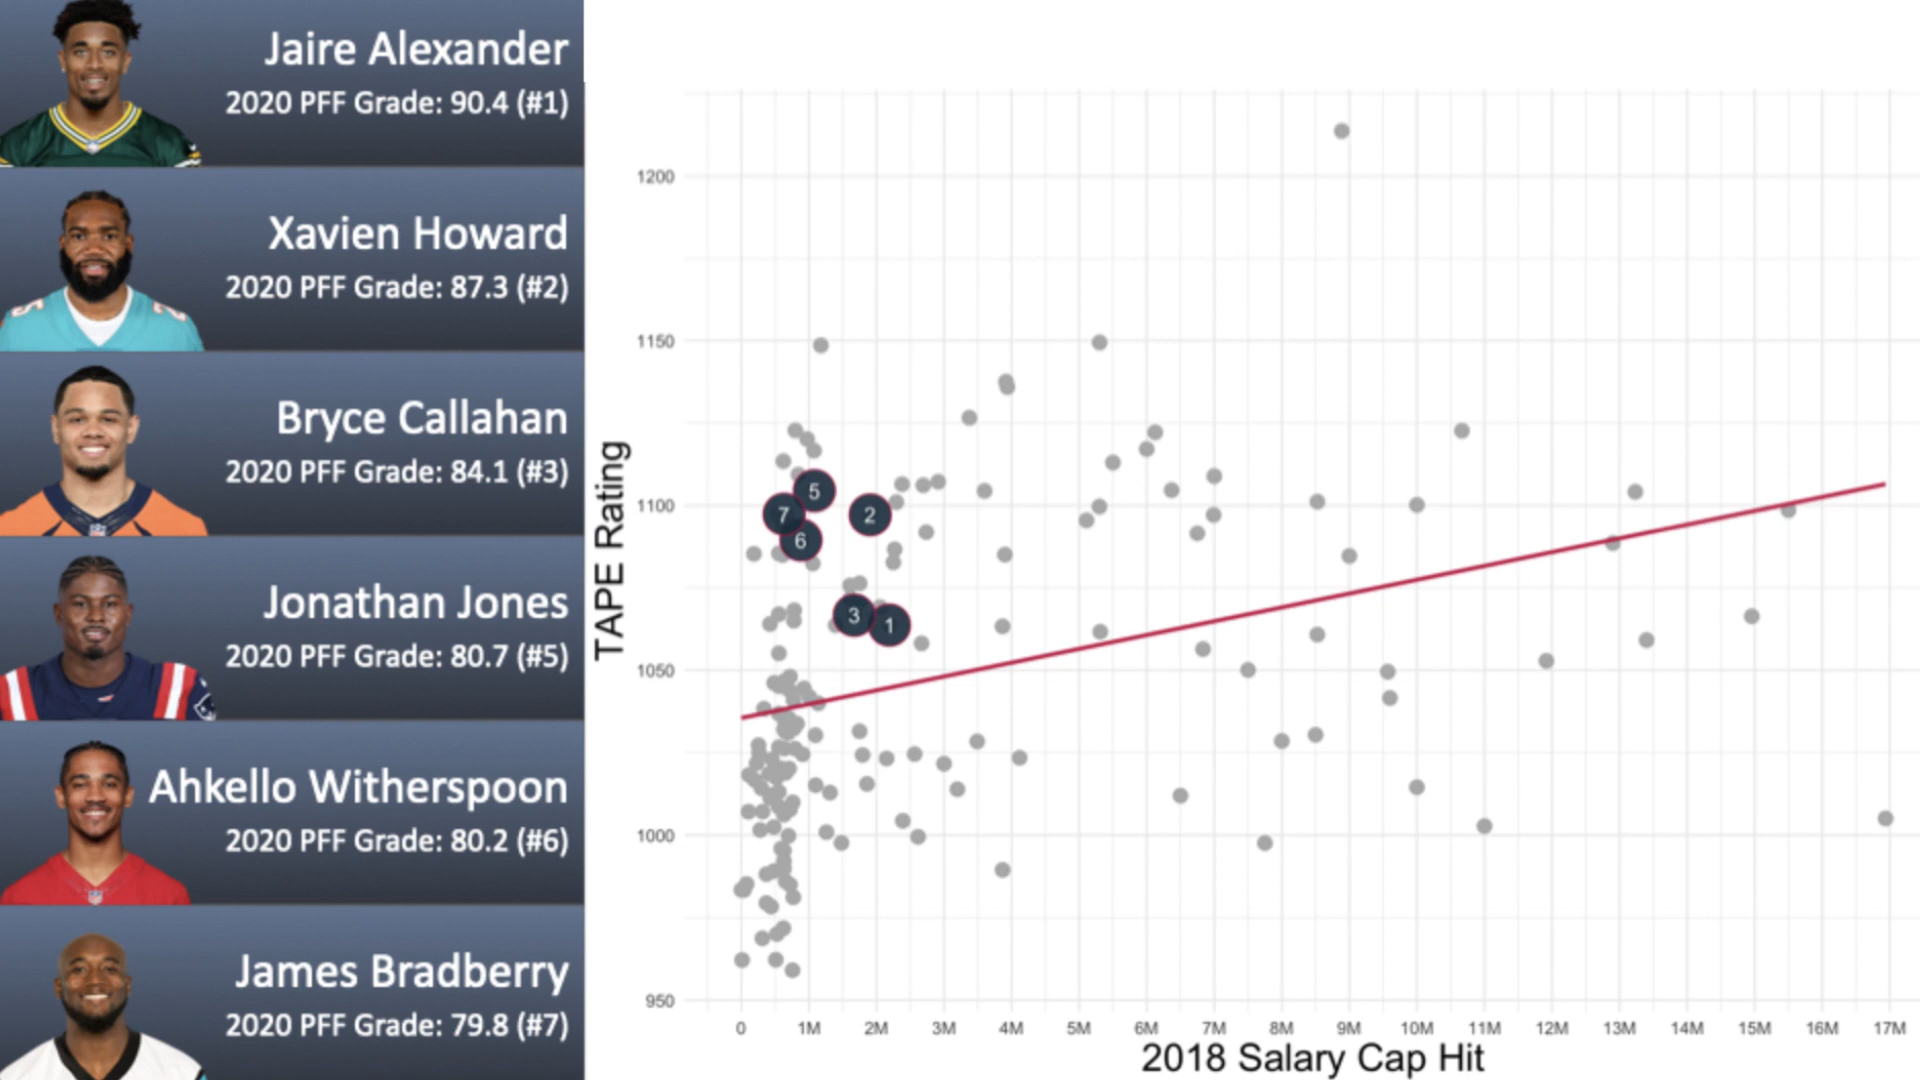 Jaire Alexander
2020 PFF Grade: 90.4 (#1)
Xavien Howard
2020 PFF Grade: 87.3 (#2)
Bryce Callahan
2020 PFF Grade: 84.1 (#3)
Jonathan Jones
2020 PFF Grade: 80.7 (#5)
Ahkello Witherspoon
2020 PFF Grade: 80.2 (#6)
James Bradberry
2020 PFF Grade: 79.8 (#7)
TAPE Rating
1200
1150
1100
1050
1000
950
5
7
2
6
3
1
0 1M 2M 3M 4M 5M 6M 7M 8M 9M 10M 11M 12M 13M 14M 15M 16M 17M
2018 Salary Cap Hit